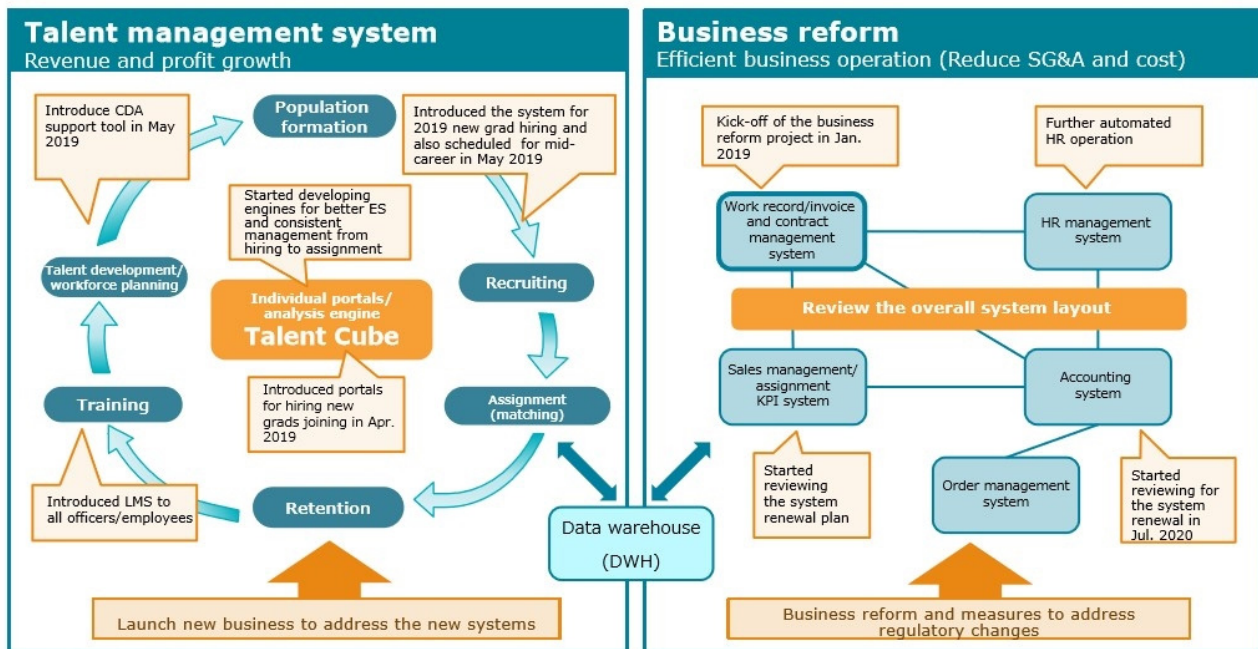 Talent management system
Revenue and profit growth
Introduce CDA
support tool in May
2019
Population
formation
Introduced the system for
2019 new grad hiring and
also scheduled for mid-
career in May 2019
Started developing
engines for better ES
and consistent
management from
hiring to assignment
Talent development/
workforce planning
Individual portals/
analysis engine
Talent Cube
Recruiting
Introduced portals
for hiring new
grads joining in Apr.
2019
Training
Assignment
(matching)
Introduced LMS to
all officers/employees
Retention
Launch new business to address the new systems
Data warehouse
(DWH)
Business reform
Efficient business operation (Reduce SG&A and cost)
Kick-off of the business
reform project in Jan.
2019
Further automated
HR operation
Work record/invoice
and contract
management
system
HR management
system
Review the overall system layout
Sales management/
assignment
KPI system
Accounting
system
Started
reviewing
the system
renewal plan
Order management
system
Started
reviewing for
the system
renewal in
Jul. 2020
Business reform and measures to address
regulatory changes